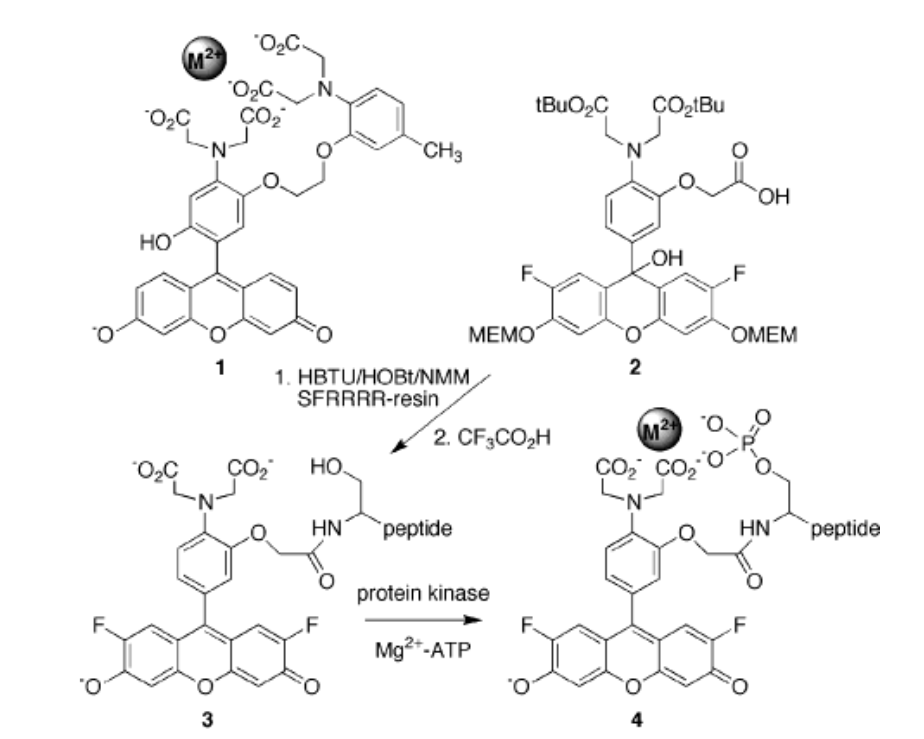 M²⁺
⁻O₂C
⁻O₂C
N
⁻O₂C
CO₂⁻
N
O
O
CH₃
HO
⁻O
O
O
1
tBuO₂C
CO₂tBu
N
O
O
OH
OH
F
F
MEMO
O
OMEM
2
1. HBTU/HOBt/NMM
SFRRRR-resin
2. CF₃CO₂H
⁻O₂C
CO₂⁻
N
HO
O
HN
peptide
O
F
F
⁻O
O
O
3
protein kinase
Mg²⁺-ATP
M²⁺
⁻O
O
P
⁻O
O
CO₂⁻
CO₂⁻
N
O
HN
peptide
O
F
F
⁻O
O
O
4